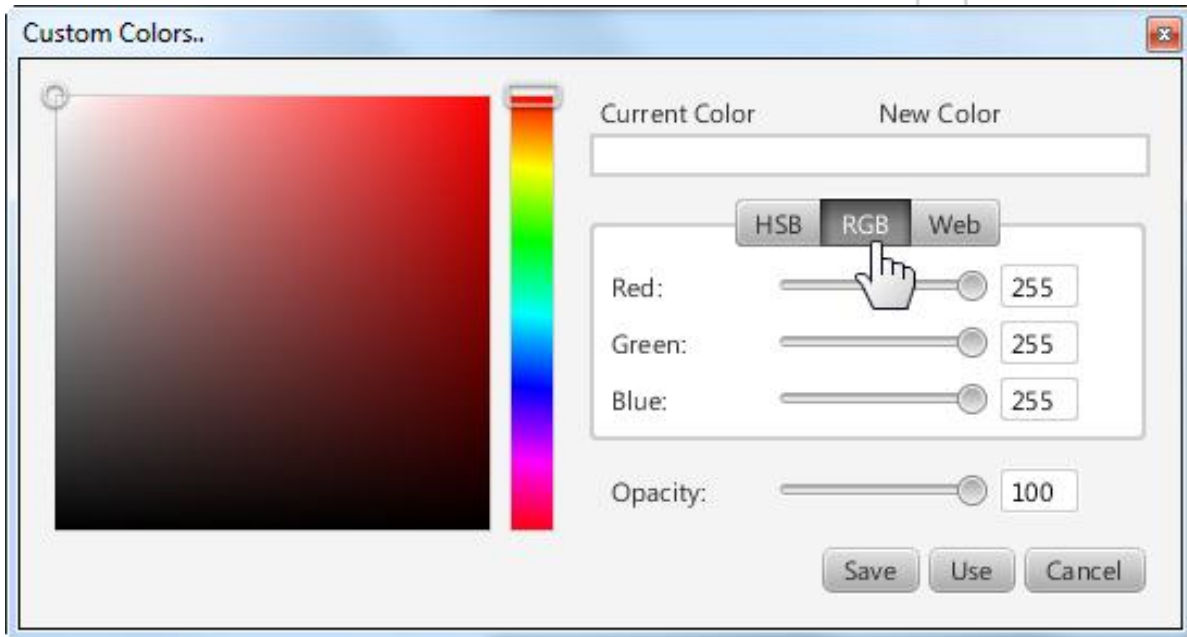 Custom Colors..
Current Color New Color
HSB RGB Web
Red: 255
Green: 255
Blue: 255
Opacity: 100
Save Use Cancel